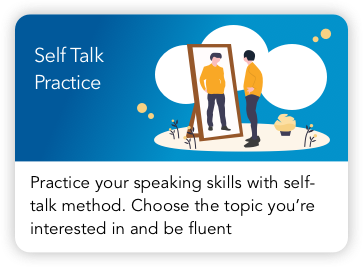 Self Talk
Practice
Practice your speaking skills with self-
talk method. Choose the topic you're
interested in and be fluent